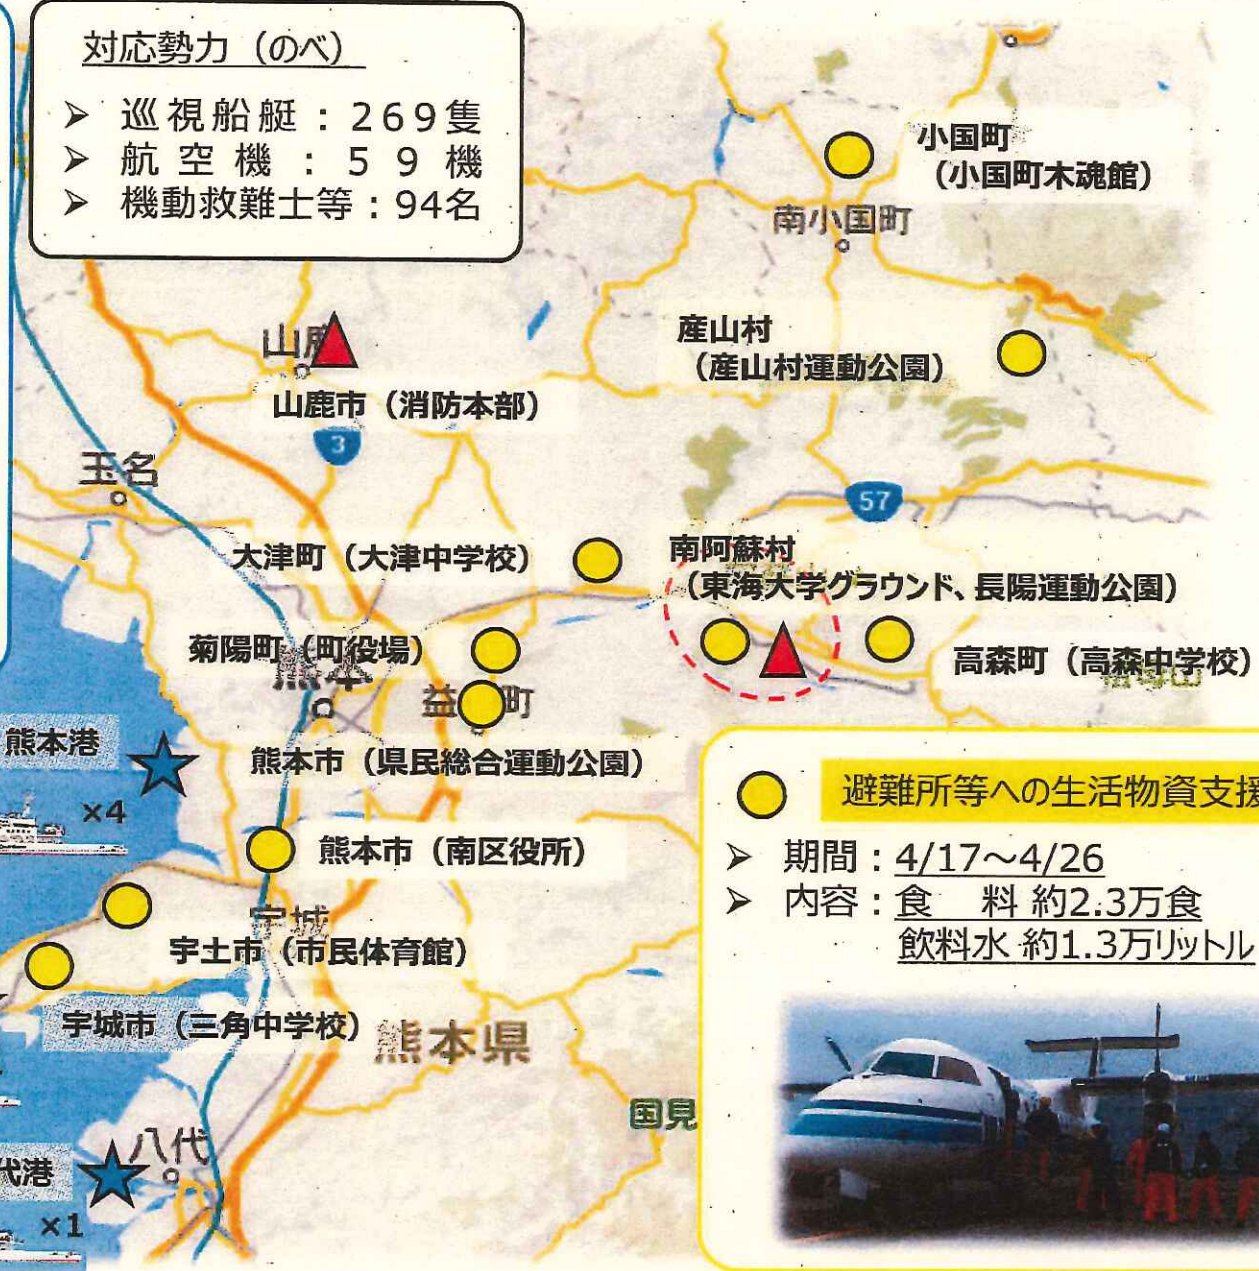 対応勢力（のべ）
➢ 巡視船艇：269隻
➢ 航空機：59機
➢ 機動救難士等：94名
小国町
（小国町木魂館）
南小国町
産山村
（産山村運動公園）
山鹿
山鹿市（消防本部）
3
玉名
57
大津町（大津中学校）
南阿蘇村
（東海大学グラウンド、長陽運動公園）
菊陽町（町役場）
高森町（高森中学校）
益
町
熊本港
×4
熊本市（県民総合運動公園）
熊本市（南区役所）
宇城
宇土市（市民体育館）
宇城市（三角中学校）
熊本県
国見
八代
代港
×1
避難所等への生活物資支援
➢ 期間：4/17～4/26
➢ 内容：食　料 約2.3万食
飲料水 約1.3万リットル